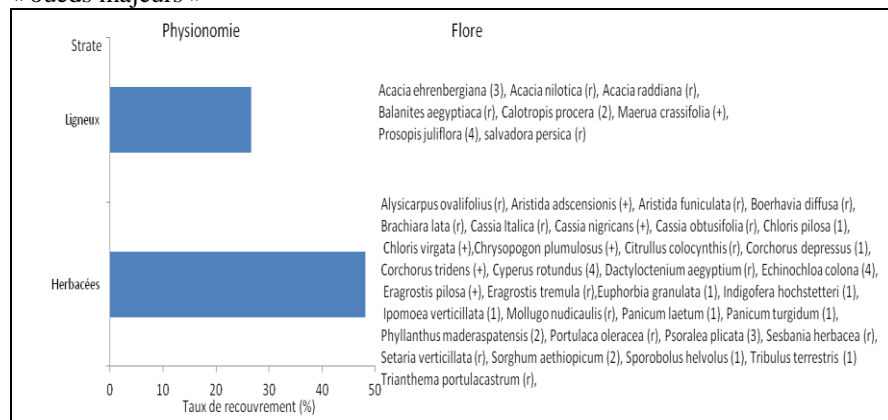 « oueds majeurs »
Physionomie
Flore
Strate
Ligneux
Acacia ehrenbergiana (3), Acacia nilotica (r), Acacia raddiana (r),
Balanites aegyptiaca (r), Calotropis procera (2), Maerua crassifolia (+),
Prosopis juliflora (4), salvadora persica (r)
Herbacées
Alysicarpus ovalifolius (r), Aristida adscensionis (+), Aristida funiculata (r), Boerhavia diffusa (r),
Brachiara lata (r), Cassia Italica (r), Cassia nigricans (+), Cassia obtusifolia (r), Chloris pilosa (1),
Chloris virgata (+),Chrysopogon plumulosus (+), Citrullus colocynthis (r), Corchorus depressus (1),
Corchorus tridens (+), Cyperus rotundus (4), Dactyloctenium aegyptium (r), Echinochloa colona (4),
Eragrostis pilosa (+), Eragrostis tremula (r),Euphorbia granulata (1), Indigofera hochstetteri (1),
Ipomoea verticillata (1), Mollugo nudicaulis (r), Panicum laetum (1), Panicum turgidum (1),
Phyllanthus maderaspatensis (2), Portulaca oleracea (r), Psoralea plicata (3), Sesbania herbacea (r),
Setaria verticillata (r), Sorghum aethiopicum (2), Sporobolus helvolus (1), Tribulus terrestris (1)
Trianthema portulacastrum (r),
0 10 20 30 40 50
Taux de recouvrement (%)